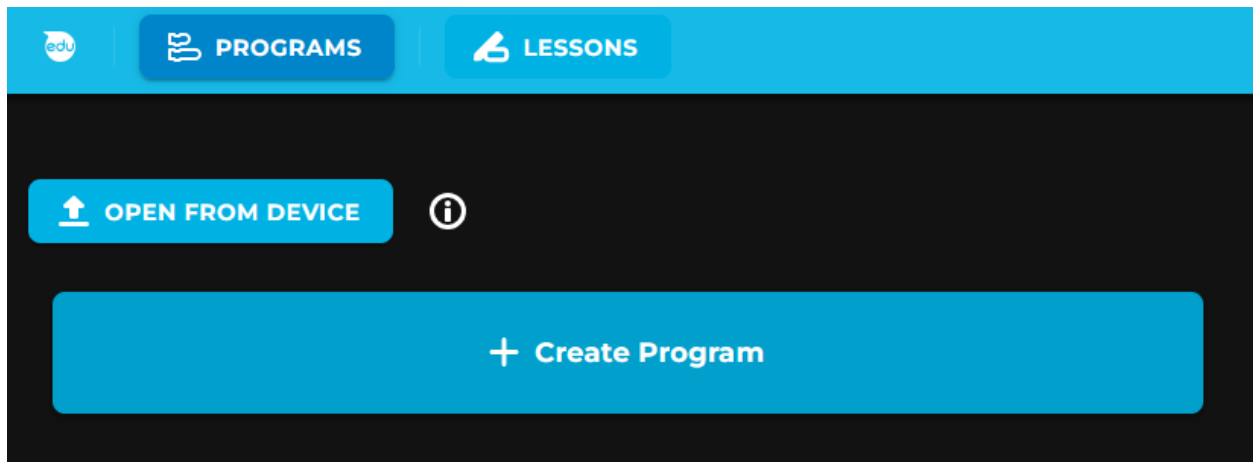 edu
PROGRAMS
LESSONS
OPEN FROM DEVICE
+ Create Program